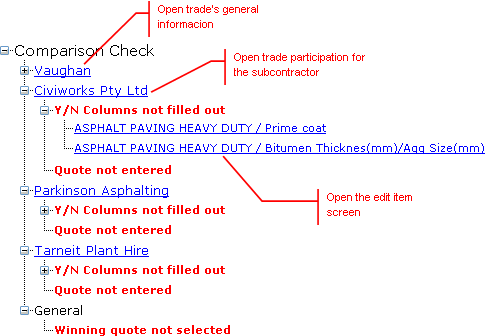 Open trade's general
informacion
Comparison Check
Vaughan
Open trade participation for
the subcontractor
Civiworks Pty Ltd
Y/N Columns not filled out
ASPHALT PAVING HEAVY DUTY / Prime coat
ASPHALT PAVING HEAVY DUTY / Bitumen Thicknes(mm)/Agg Size(mm)
Quote not entered
Parkinson Asphalting
Open the edit item
screen
Y/N Columns not filled out
Quote not entered
Tarneit Plant Hire
Y/N Columns not filled out
Quote not entered
General
Winning quote not selected